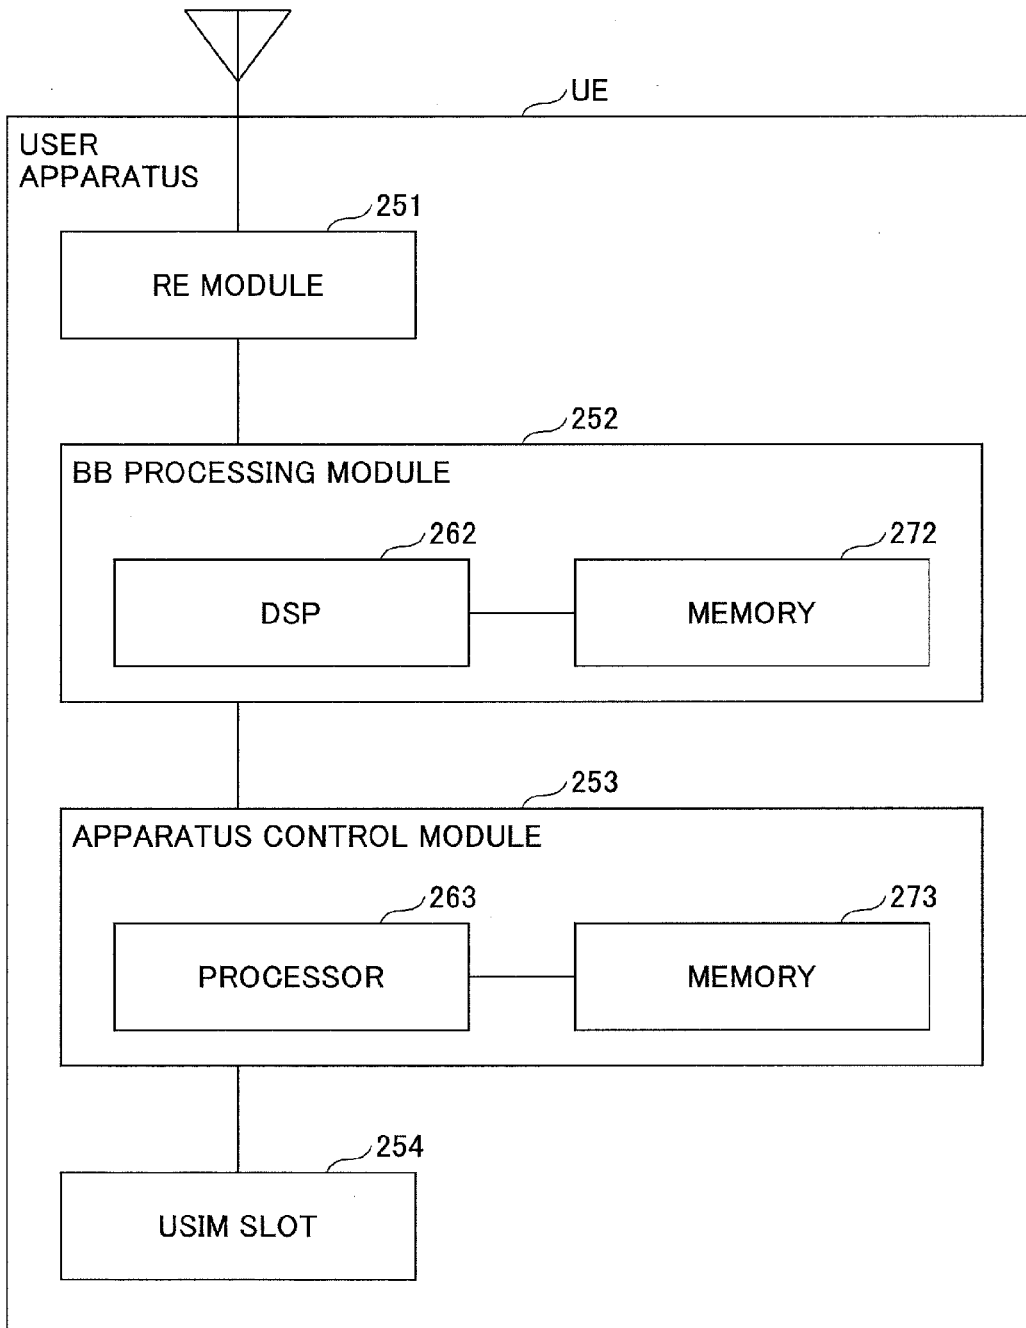 UE
USER
APPARATUS
251
RE MODULE
252
BB PROCESSING MODULE
262
272
DSP
MEMORY
253
APPARATUS CONTROL MODULE
263
273
PROCESSOR
MEMORY
254
USIM SLOT